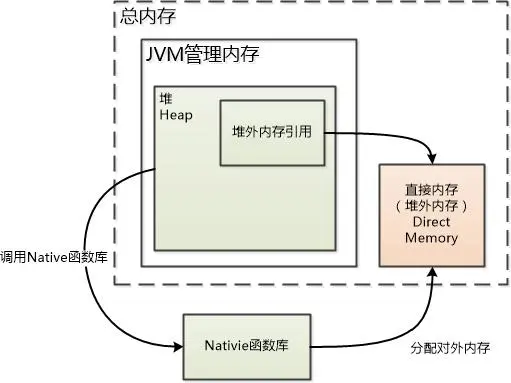 总内存
JVM管理内存
堆
Heap
堆外内存引用
直接内存
（堆外内存）
Direct
Memory
调用Native函数库
Nativie函数库
分配对外内存